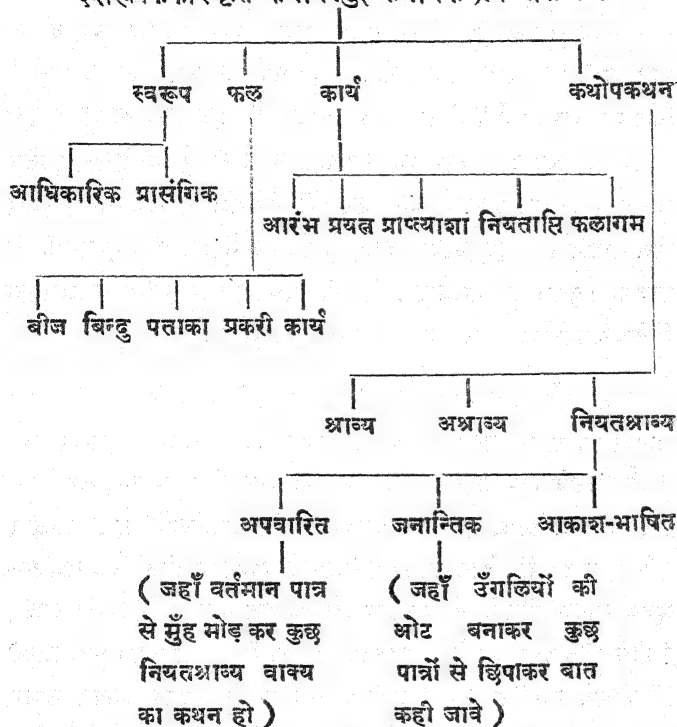 स्वरूप फल कार्य कथोपकथन
आधिकारिक प्रासंगिक
आरंभ प्रयत्न प्राप्त्याशा नियताप्ति फलागम
बीज बिन्दु पताका प्रकरी कार्य
श्राव्य अश्राव्य नियतश्राव्य
अपवारित जनान्तिक आकाश-भाषित
( जहाँ वर्तमान पात्र ( जहाँ उँगलियों की
से मुँह मोड़ कर कुछ ओट बनाकर कुछ
नियतश्राव्य वाक्य पात्रों से छिपाकर बात
का कथन हो ) कही जावे )